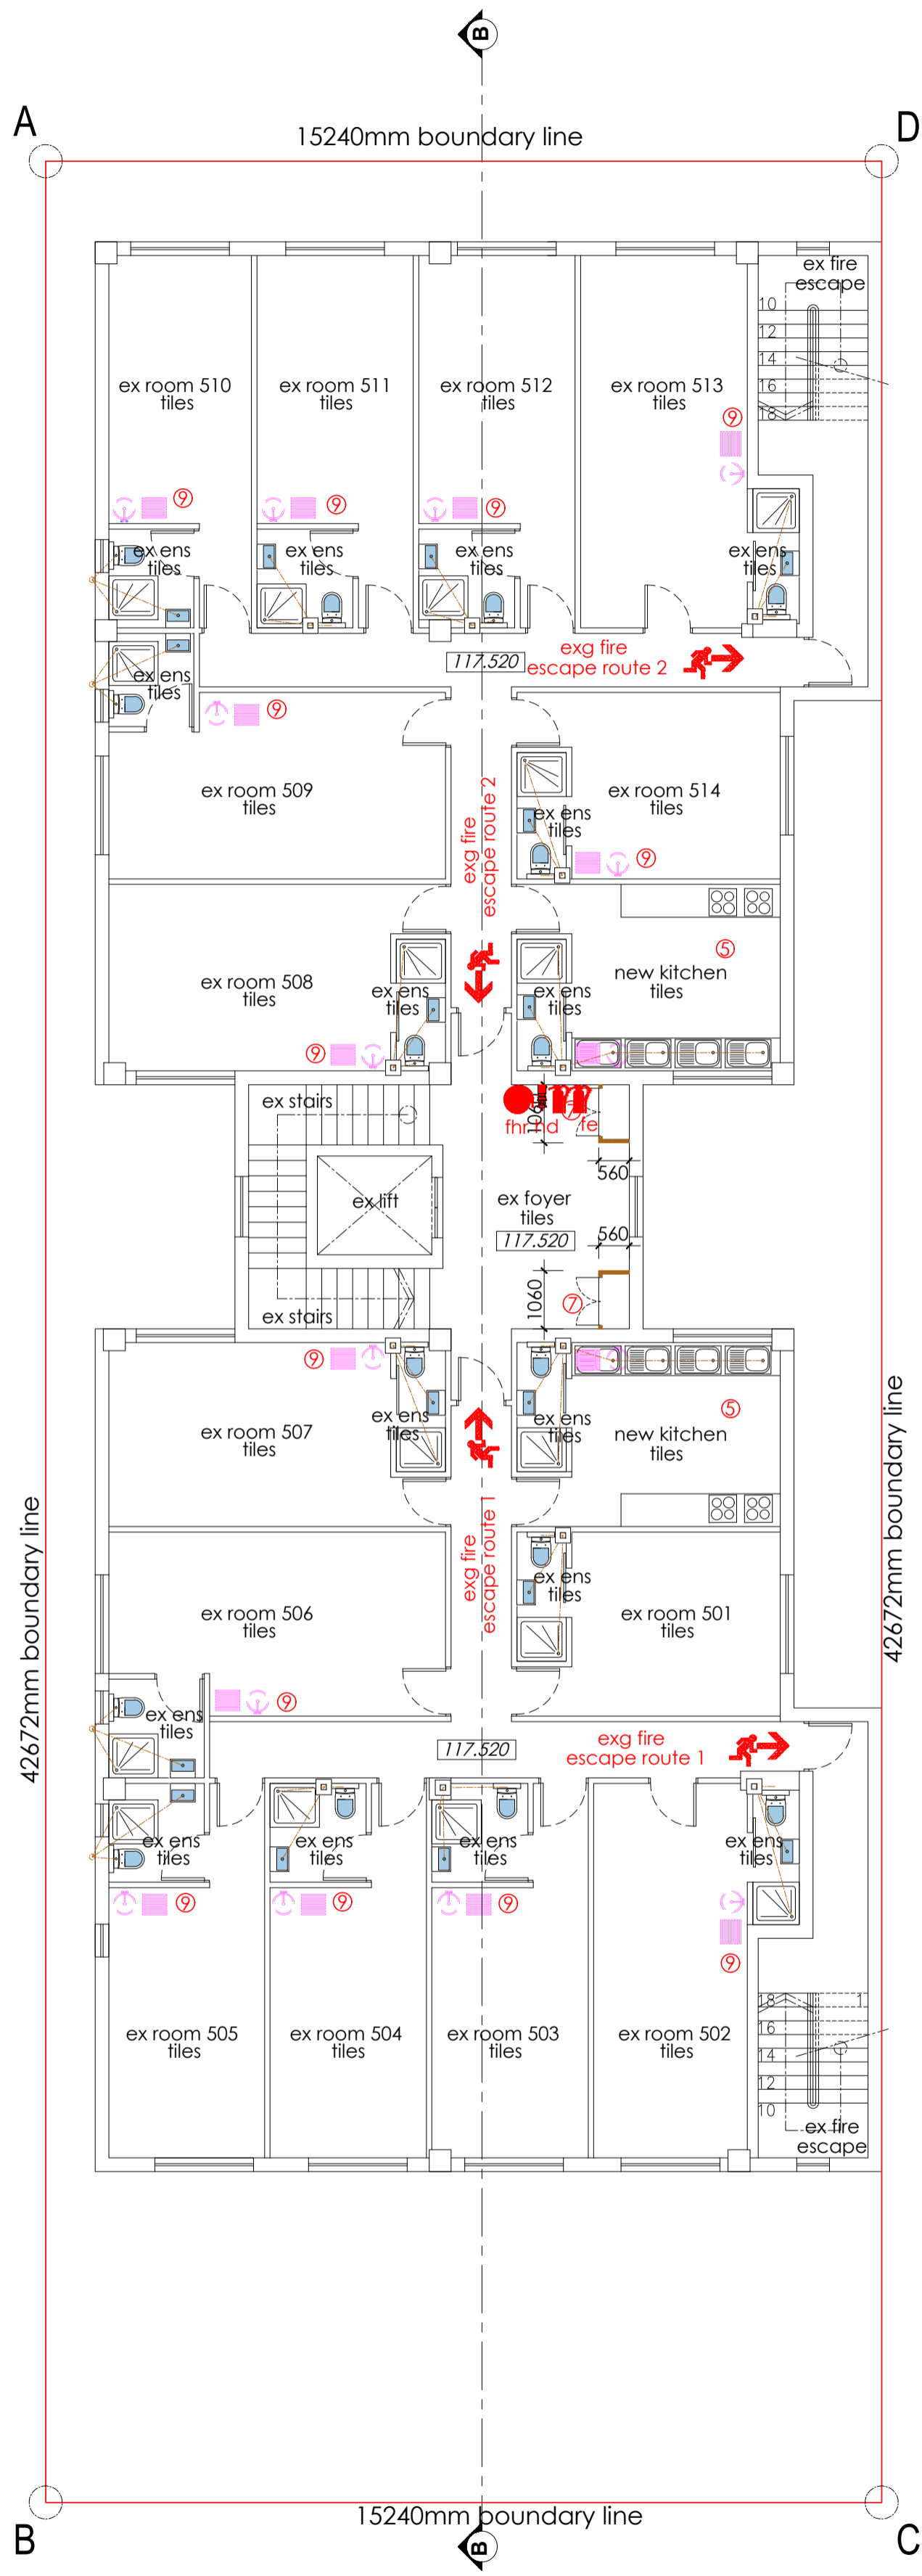 B
A
D
15240mm boundary line
ex fire
escape
10
12
14
16
18
ex room 510
tiles
ex room 511
tiles
ex room 512
tiles
ex room 513
tiles
9
9
9
9
ex ens
tiles
ex ens
tiles
ex ens
tiles
ex ens
tiles
117.520
exg fire
escape route 2
ex ens
tiles
9
ex room 509
tiles
exg fire
escape route 2
ex room 514
tiles
ex ens
tiles
9
ex room 508
tiles
ex ens
tiles
9
ex ens
tiles
new kitchen
tiles
5
ex stairs
fhr
fe
7
1060
560
ex lift
ex foyer
tiles
117.520
560
1060
7
ex stairs
9
ex room 507
tiles
ex ens
tiles
ex ens
tiles
new kitchen
tiles
5
42672mm boundary line
42672mm boundary line
ex room 506
tiles
exg fire
escape route 1
ex ens
tiles
ex room 501
tiles
9
ex ens
tiles
117.520
exg fire
escape route 1
ex ens
tiles
ex ens
tiles
ex ens
tiles
ex ens
tiles
9
9
9
9
ex room 505
tiles
ex room 504
tiles
ex room 503
tiles
ex room 502
tiles
18
1
16
14
12
10
ex fire
escape
15240mm boundary line
B
C
B